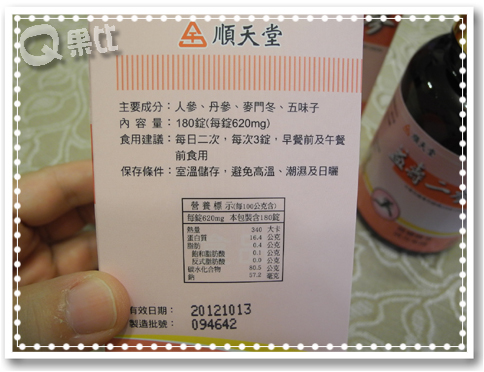 Q果仕
順天堂
主要成分：人參、丹參、麥門冬、五味子
內 容 量：180錠(每錠620mg)
食用建議：每日二次，每次3錠，早餐前及午餐
前食用
保存條件：室溫儲存，避免高溫、潮濕及日曬
營 養 標 示(每100公克含)
每錠620mg 本包裝含180錠
熱量 340 大卡
蛋白質 16.4 公克
脂肪 0.4 公克
飽和脂肪酸 0.1 公克
反式脂肪酸 0.0 公克
碳水化合物 80.5 公克
鈉 57.2 毫克
有效日期： 20121013
製造批號： 094642
順天堂